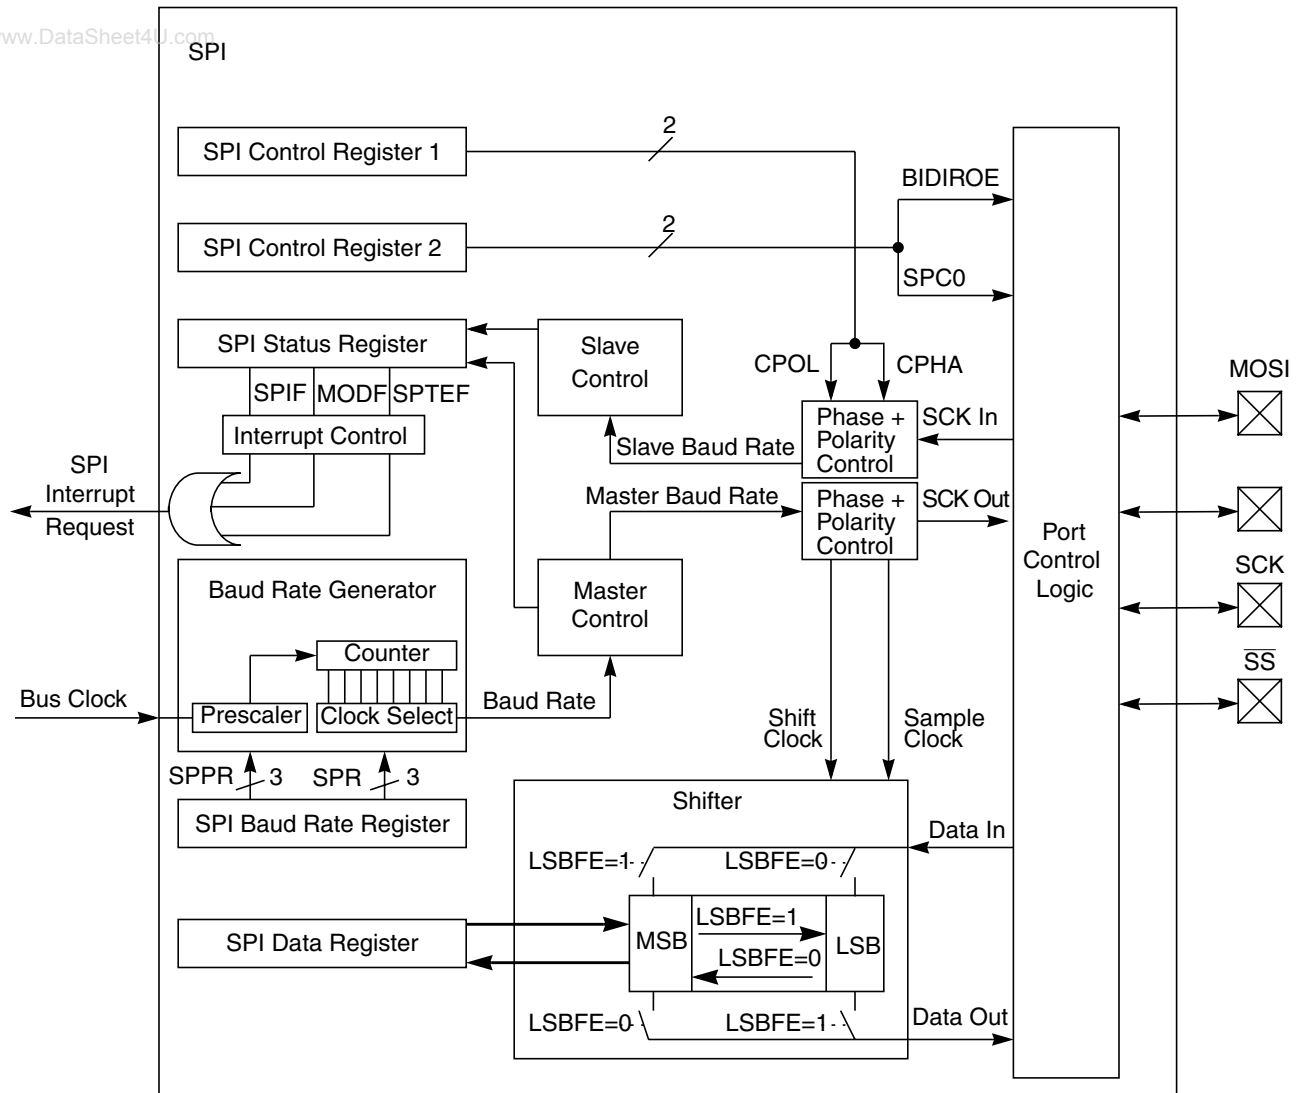 www.DataSheet4U.com
SPI
SPI Control Register 1
2
BIDIROE
SPI Control Register 2
2
SPC0
SPI Status Register
Slave
Control
CPOL
CPHA
MOSI
SPIF
MODF
SPTEF
Interrupt Control
Phase +
Polarity
Control
SCK In
Slave Baud Rate
SPI
Interrupt
Request
Master Baud Rate
Phase +
Polarity
Control
SCK Out
Port
Control
Logic
SCK
Baud Rate Generator
Master
Control
Counter
SS
Bus Clock
Prescaler
Clock Select
Baud Rate
Shift
Clock
Sample
Clock
SPPR
3
SPR
3
SPI Baud Rate Register
Shifter
Data In
LSBFE=1
LSBFE=0
SPI Data Register
MSB
LSBFE=1
LSBFE=0
LSB
LSBFE=0
LSBFE=1
Data Out